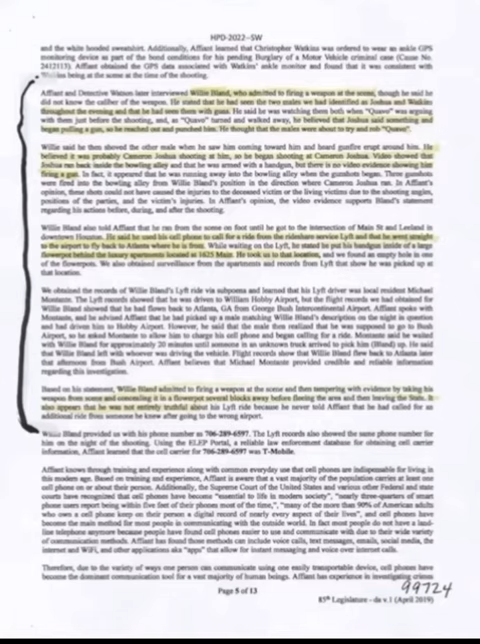 HPD-2022-SW
and the white hooded sweatshirt. Additionally, Affiant learned that Christopher Watkins was ordered to wear an ankle GPS
monitoring device as part of the bond conditions for his pending Burglary of a Motor Vehicle criminal case (Cause No.
2412113). Affiant obtained the GPS data associated with Watkins' ankle monitor and found that it was consistent with
Watkins being at the scene at the time of the shooting.
Affiant and Detective Watson later interviewed Willie Bland, who admitted to firing a weapon at the scene, though he said he
did not know the caliber of the weapon. He stated that he had seen the two males we had identified as Joshua and Watkins
throughout the evening and that he had seen them with guns. He said he was watching them both when "Quavo" was arguing
with them just before the shooting, and, as "Quavo" turned and walked away, he believed that Joshua said something and
began pulling a gun, so he reached out and punched him. He thought that the males were about to try and rob "Quavo".
Willie said he then shoved the other male when he saw him coming toward him and heard gunfire erupt around him. He
believed it was probably Cameron Joshua shooting at him, so he began shooting at Cameron. Video showed that
Joshua ran back inside the bowling alley and that he was armed with a handgun, but there is no video evidence showing him
firing a gun. In fact, it appeared that he was running away into the bowling alley when the gunshots began. Three gunshots
were fired into the bowling alley from Willie Bland's position in the direction where Cameron Joshua ran. In Affiant's
opinion, these shots could not have caused the injuries to the deceased victim or the living victims due to the shooting angles,
positions of the parties, and the victim's injuries. In Affiant's opinion, the video evidence supports Bland's statement
regarding his actions before, during, and after the shooting.
Willie Bland also told Affiant that he ran from the scene on foot until he got to the intersection of Main St and Leeland in
downtown Houston. He said he used his cell phone to call for a ride from the rideshare service Lyft and that he went straight
to the airport to fly back to Atlanta where he is from. While waiting on the Lyft, he stated he put his handgun inside of a large
flowerpot behind the luxury apartments located at 1625 Main. He took us to that location, and we found an empty hole in one
of the flowerpots. We also obtained surveillance from the apartments and records from Lyft that show he was picked up at
that location.
We obtained the records of Willie Bland's Lyft ride via subpoena and learned that his Lyft driver was local resident Michael
Montante. The Lyft records showed that he was driven to William Hobby Airport, but the flight records we had obtained for
Willie Bland showed that he had flown back to Atlanta, GA from George Bush Intercontinental Airport. Affiant spoke with
Montante, and he advised Affiant that he had picked up a male matching Willie Bland's description on the night in question
and had driven him to Hobby Airport. However, he said that the male then realized that he was supposed to go to Bush
Airport, so he asked Montante to allow him to charge his cell phone and began calling for a ride. Montante said he waited
with Willie Bland for approximately 20 minutes until someone in an unknown truck arrived to pick him (Bland) up. He said
that Willie Bland left with whoever was driving the vehicle. Flight records show that Willie Bland flew back to Atlanta later
that afternoon from Bush Airport. Affiant believes that Michael Montante provided credible and reliable information
regarding this investigation.
Based on his statement, Willie Bland admitted to firing a weapon at the scene and then tampering with evidence by taking his
weapon from scene and concealing it in a flowerpot several blocks away before fleeing the area and then leaving the State. It
also appears that he was not entirely truthful about his Lyft ride because he never told Affiant that he had called for an
additional ride from someone he knew after going to the wrong airport.
Willie Bland provided us with his phone number as 706-289-6597. The Lyft records also showed the same phone number for
him on the night of the shooting. Using the ELEP Portal, a reliable law enforcement database for obtaining cell carrier
information, Affiant learned that the cell carrier for 706-289-6597 was T-Mobile.
Affiant knows through training and experience along with common everyday use that cell phones are indispensable for living in
this modern age. Based on training and experience, Affiant is aware that a vast majority of the population carries at least one
cell phone on or about their person. Additionally, the Supreme Court of the United States and various other Federal and state
courts have recognized that cell phones have become "essential to life in modern society", "nearly three-quarters of smart
phone users report being within five feet of their phones most of the time,", "many of the more than 90% of American adults
who own a cell phone keep on their person a digital record of nearly every aspect of their lives", and cell phones have
become the main method for most people in communicating with the outside world. In fact most people do not have a land-
line telephone anymore because people have found cell phones easier to use and communicate with due to their wide variety
of communication methods. Affiant has found those methods can include voice calls, text messages, emails, social media, the
internet and WiFi, and other applications aka "apps" that allow for instant messaging and voice over internet calls.
Therefore, due to the variety of ways one person can communicate using one easily transportable device, cell phones have
become the dominant communication tool for a vast majority of human beings. Affiant has experience in investigating crimes
99724
Page 5 of 13
85th Legislature - da v.1 (April 2019)